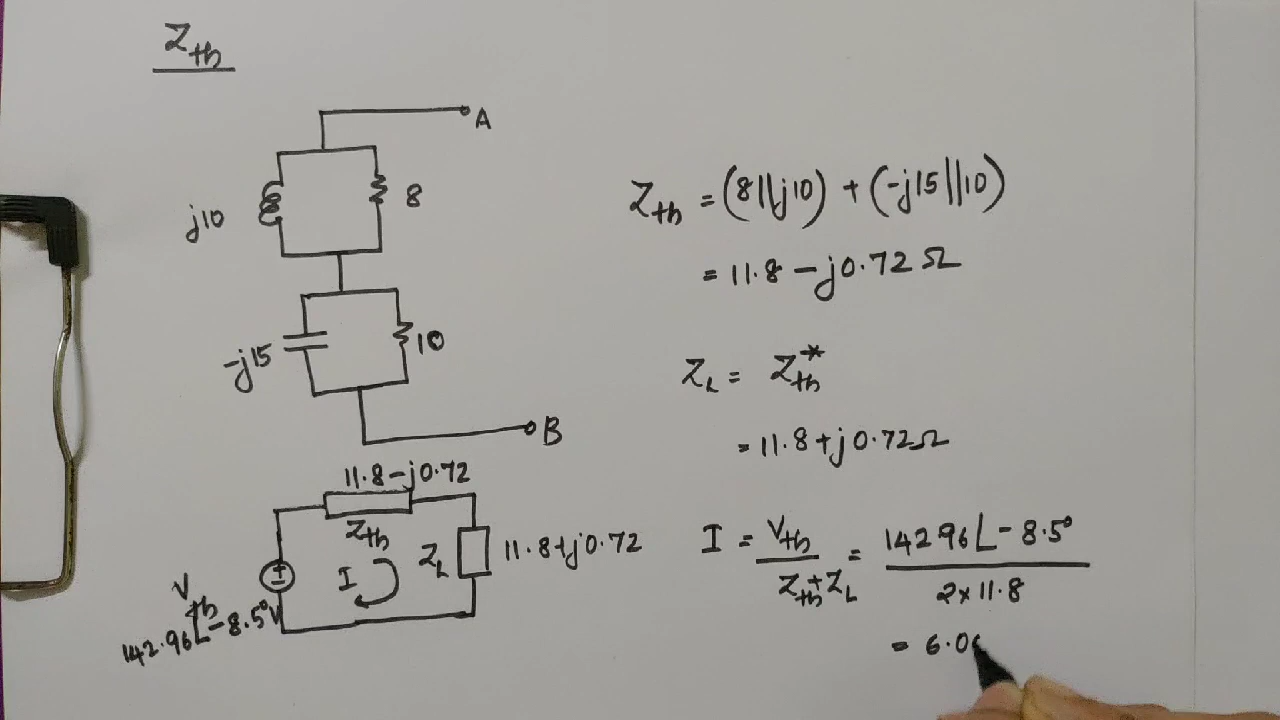 Zth
A
j10
8
-j15
10
B
Zth = (8||j10) + (-j15||10)
= 11.8 - j0.72 Ω
ZL = Zth*
= 11.8 + j0.72 Ω
11.8-j0.72
Zth
I
ZL
11.8+j0.72
Vth
142.96∠-8.5° V
I = Vth / Zth + ZL = 142.96∠-8.5° / 2×11.8
= 6.0